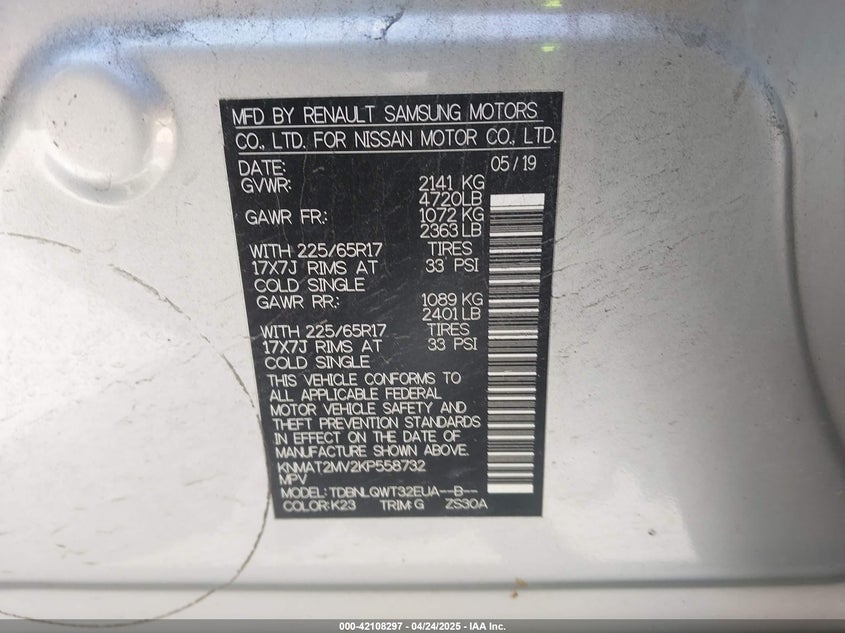 MFD BY RENAULT SAMSUNG MOTORS
CO., LTD. FOR NISSAN MOTOR CO., LTD.
DATE: 05/19
GVWR: 2141 KG
4720LB
GAWR FR.: 1072 KG
2363 LB
WITH 225/65R17 TIRES
17X7J RIMS AT 33 PSI
COLD SINGLE
GAWR RR.: 1089 KG
2401 LB
WITH 225/65R17 TIRES
17X7J RIMS AT 33 PSI
COLD SINGLE
THIS VEHICLE CONFORMS TO
ALL APPLICABLE FEDERAL
MOTOR VEHICLE SAFETY AND
THEFT PREVENTION STANDARDS
IN EFFECT ON THE DATE OF
MANUFACTURE SHOWN ABOVE.
KNMAT2MV2KP558732
MPV
MODEL: TDBNLQWT32EUA--B--
COLOR:K23 TRIM:G ZS30A
000-42108297 - 04/24/2025 - IAA Inc.